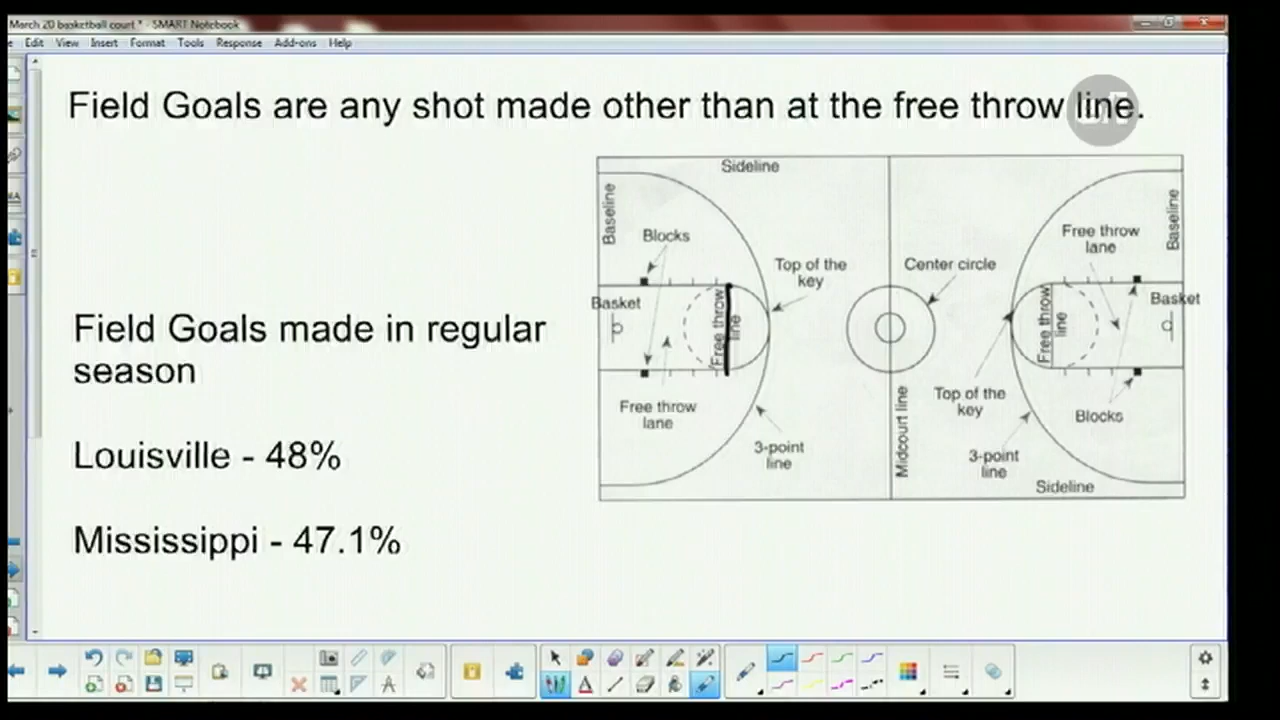 March 20 basketball court * - SMART Notebook
Edit View Insert Format Tools Response Add-ons Help
Field Goals are any shot made other than at the free throw line.
Sideline
Baseline
Blocks
Top of the
key
Center circle
Free throw
lane
Baseline
Basket
Free throw
line
Free throw
line
Basket
Field Goals made in regular
season
Free throw
lane
3-point
line
Midcourt line
Top of the
key
3-point
line
Blocks
Sideline
Louisville - 48%
Mississippi - 47.1%